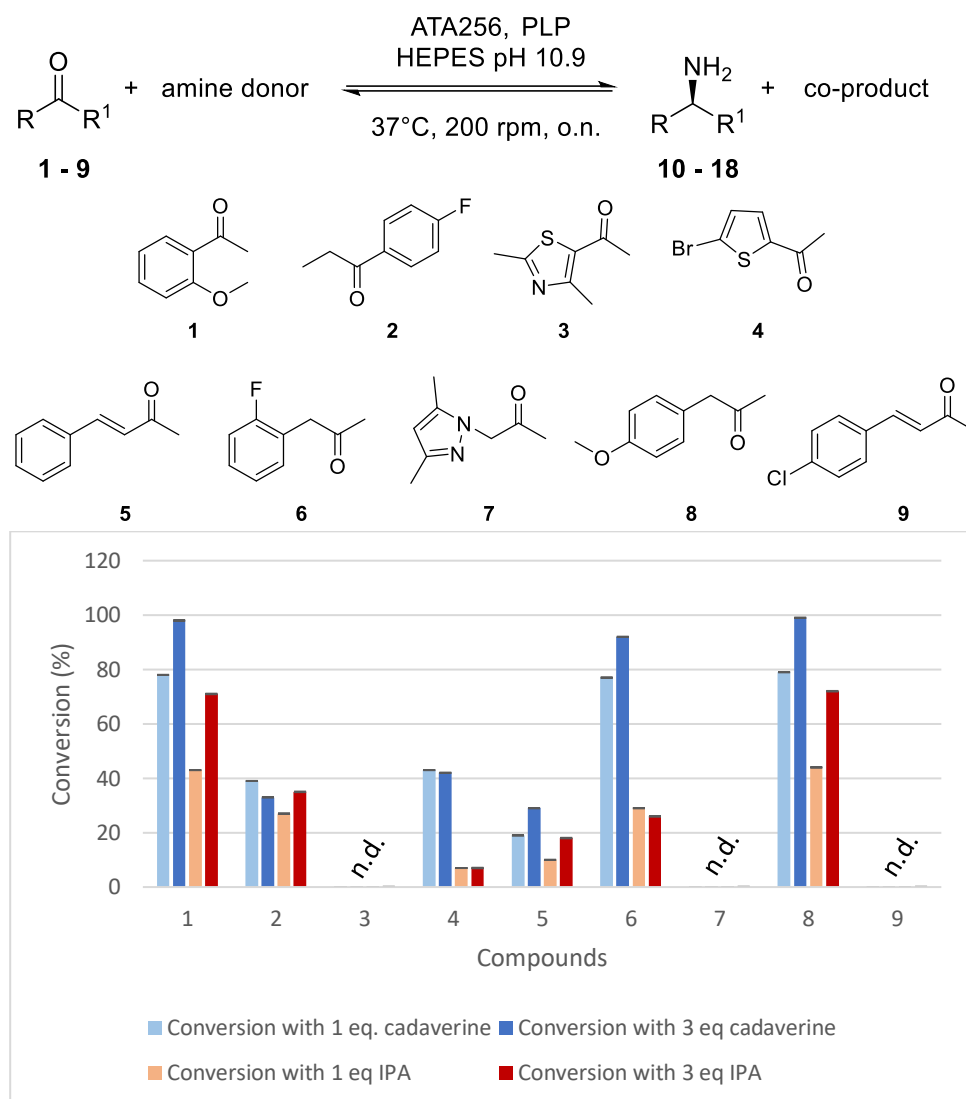 ATA256, PLP
HEPES pH 10.9
O
R R¹ + amine donor
37°C, 200 rpm, o.n.
NH₂
R R¹ + co-product
1 - 9
10 - 18
O
O
1
F
O
2
S
N
O
3
Br
S
O
4
O
5
F
O
6
N
N
O
7
O
O
8
Cl
O
9
Conversion (%)
120
100
80
60
40
20
0
n.d.
n.d.
n.d.
1 2 3 4 5 6 7 8 9
Compounds
Conversion with 1 eq. cadaverine
Conversion with 3 eq cadaverine
Conversion with 1 eq IPA
Conversion with 3 eq IPA